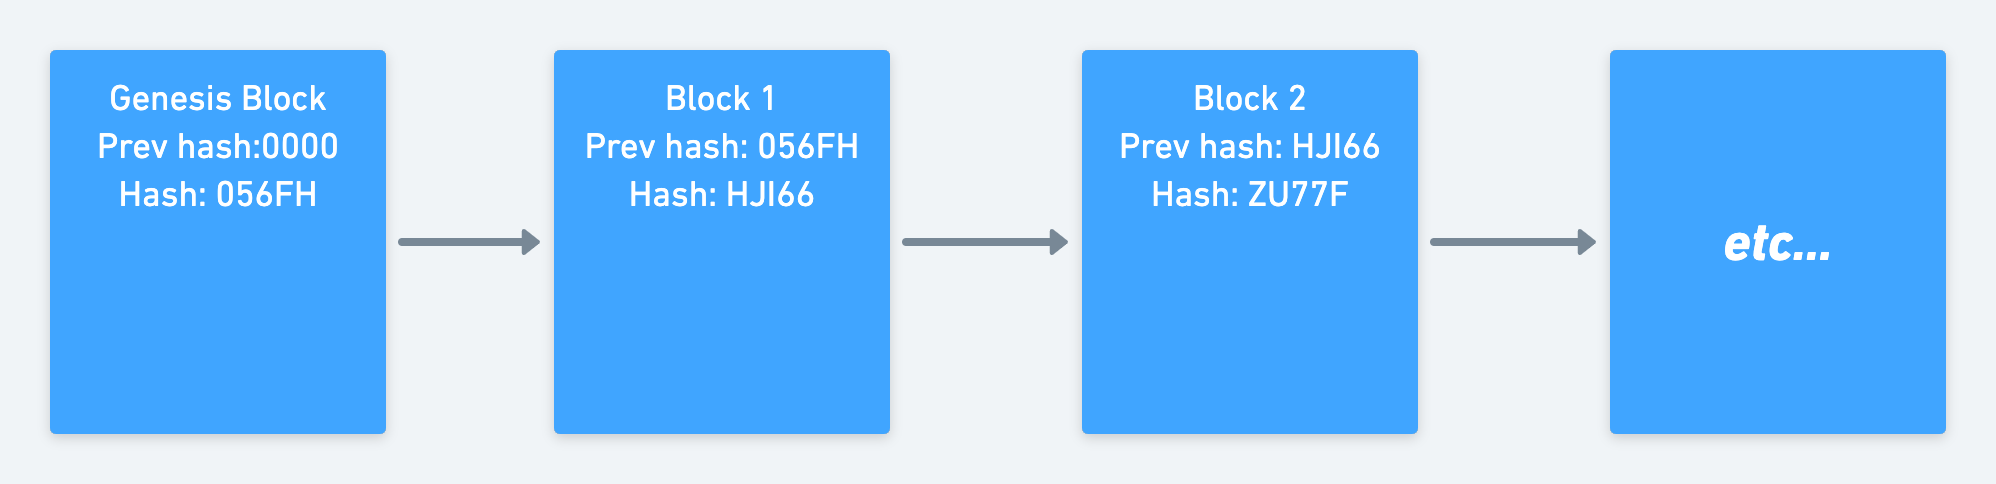 Genesis Block
Prev hash:0000
Hash: 056FH
Block 1
Prev hash: 056FH
Hash: HJI66
Block 2
Prev hash: HJI66
Hash: ZU77F
etc...